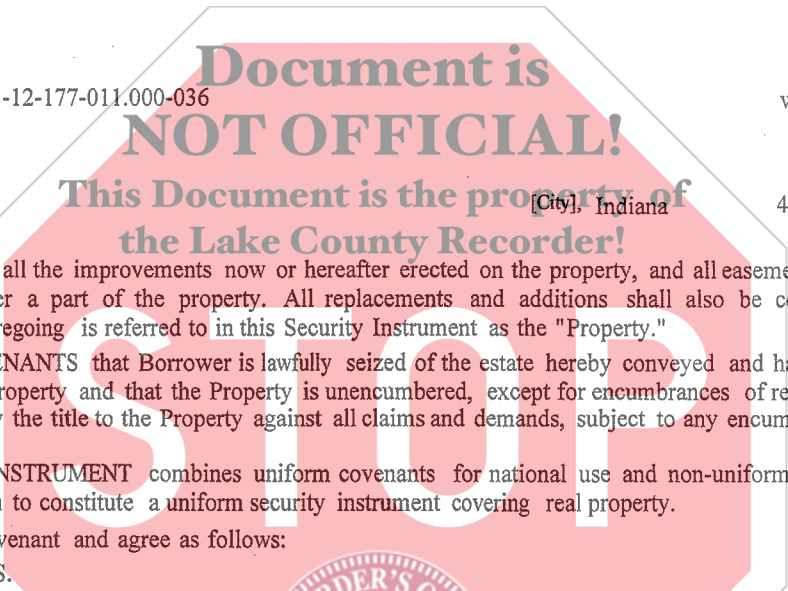 Document is
-12-177-011.000-036
NOT OFFICIAL!
This Document is the property of
[City], Indiana 4
the Lake County Recorder!
all the improvements now or hereafter erected on the property, and all easeme
er a part of the property. All replacements and additions shall also be c
egoing is referred to in this Security Instrument as the "Property."
ENANTS that Borrower is lawfully seized of the estate hereby conveyed and ha
roperty and that the Property is unencumbered, except for encumbrances of re
the title to the Property against all claims and demands, subject to any encum
STOP
NSTRUMENT combines uniform covenants for national use and non-uniform
to constitute a uniform security instrument covering real property.
venant and agree as follows:
S.
DER'S O